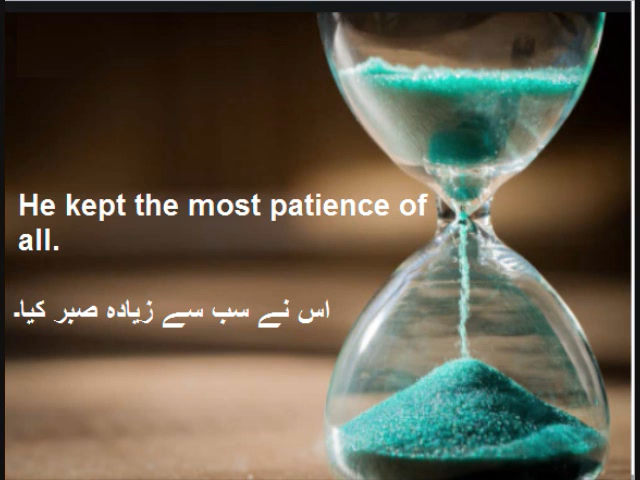 He kept the most patience of
all.
اس نے سب سے زیادہ صبر کیا۔